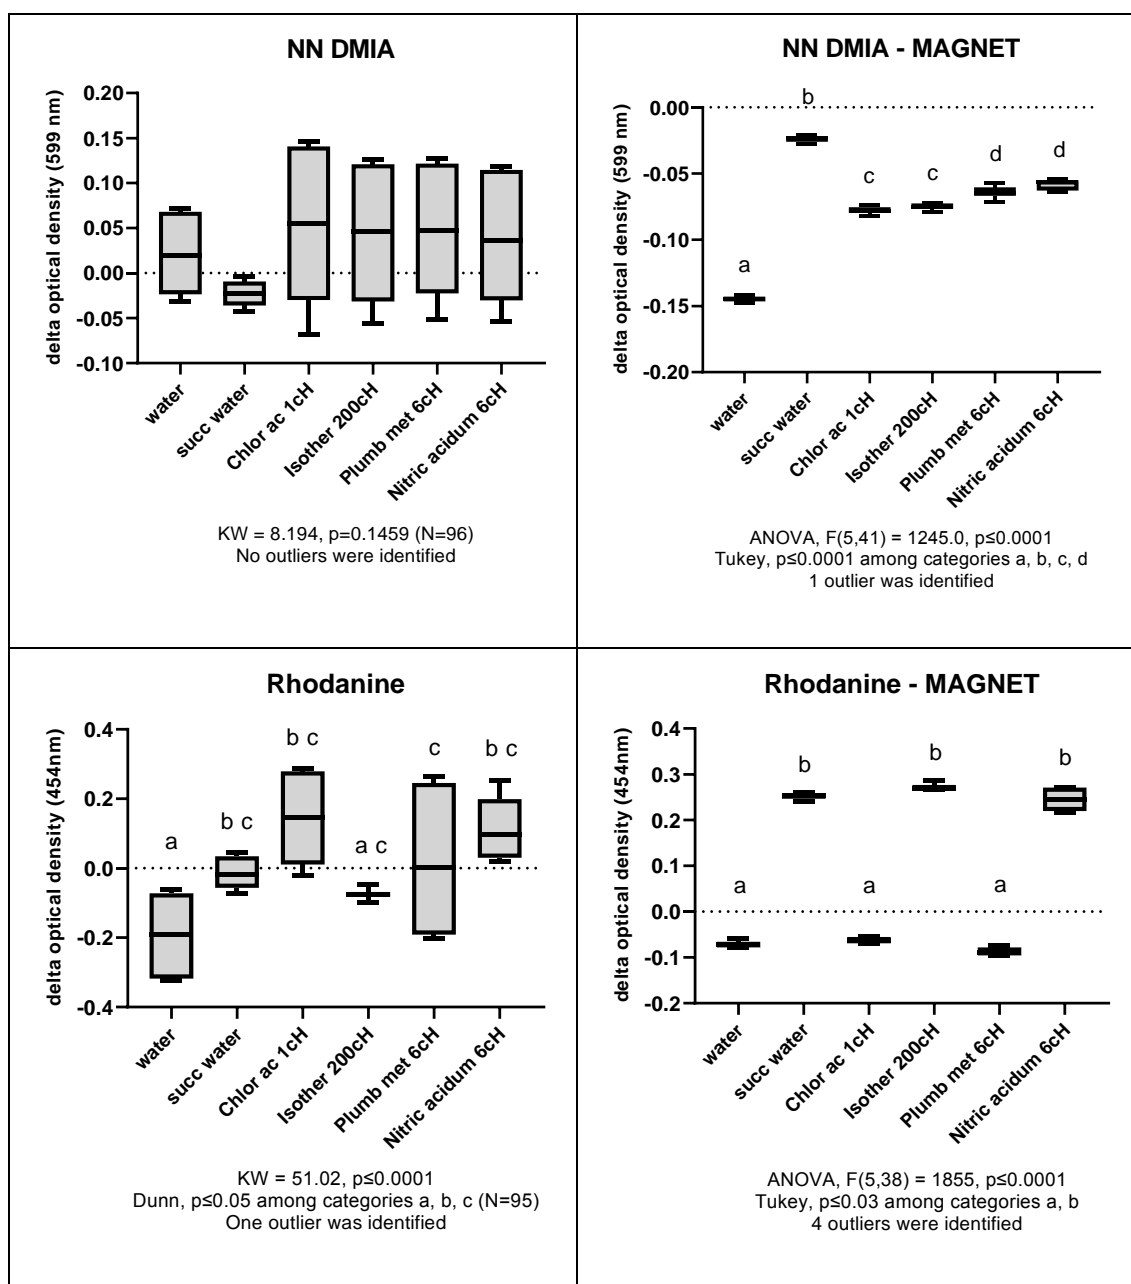 NN DMIA
delta optical density (599 nm)
0.20
0.15
0.10
0.05
0.00
-0.05
-0.10
water
succ water
Chlor ac 1cH
Isother 200cH
Plumb met 6cH
Nitric acidum 6cH
KW = 8.194, p=0.1459 (N=96)
No outliers were identified
NN DMIA - MAGNET
delta optical density (599 nm)
0.00
-0.05
-0.10
-0.15
-0.20
a
b
c
c
d
d
water
succ water
Chlor ac 1cH
Isother 200cH
Plumb met 6cH
Nitric acidum 6cH
ANOVA, F(5,41) = 1245.0, p≤0.0001
Tukey, p≤0.0001 among categories a, b, c, d
1 outlier was identified
Rhodanine
delta optical density (454nm)
0.4
0.2
0.0
-0.2
-0.4
a
b c
b c
a c
c
b c
water
succ water
Chlor ac 1cH
Isother 200cH
Plumb met 6cH
Nitric acidum 6cH
KW = 51.02, p≤0.0001
Dunn, p≤0.05 among categories a, b, c (N=95)
One outlier was identified
Rhodanine - MAGNET
delta optical density (454nm)
0.4
0.3
0.2
0.1
0.0
-0.1
-0.2
a
b
a
b
a
b
water
succ water
Chlor ac 1cH
Isother 200cH
Plumb met 6cH
Nitric acidum 6cH
ANOVA, F(5,38) = 1855, p≤0.0001
Tukey, p≤0.03 among categories a, b
4 outliers were identified